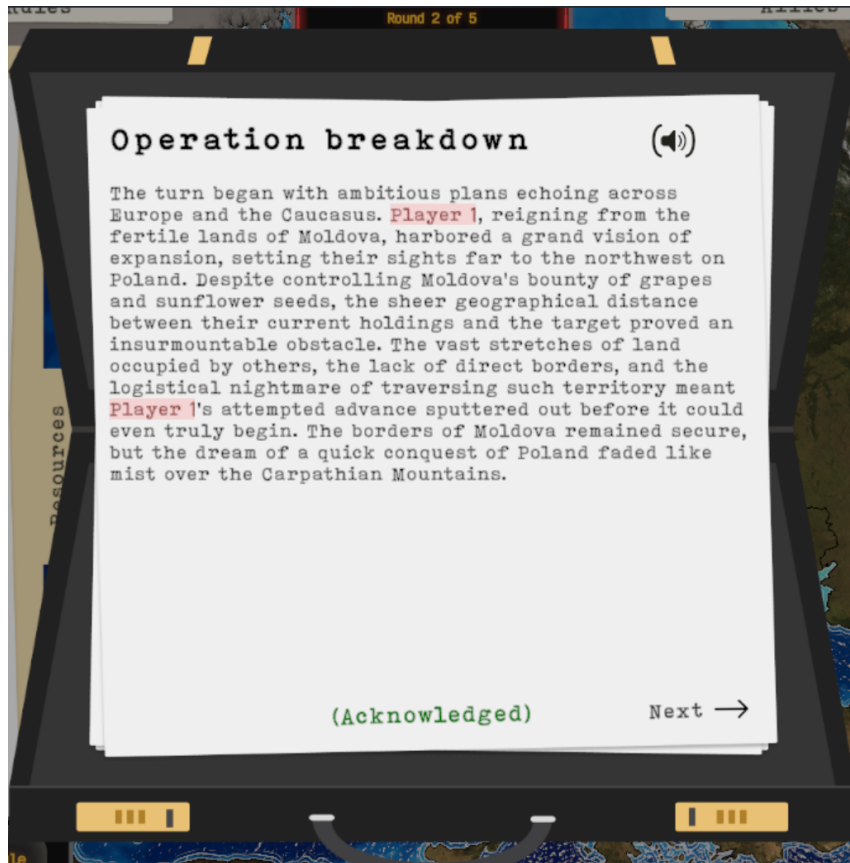 Round 2 of 5
Operation breakdown
The turn began with ambitious plans echoing across
Europe and the Caucasus. Player 1, reigning from the
fertile lands of Moldova, harbored a grand vision of
expansion, setting their sights far to the northwest on
Poland. Despite controlling Moldova's bounty of grapes
and sunflower seeds, the sheer geographical distance
between their current holdings and the target proved an
insurmountable obstacle. The vast stretches of land
occupied by others, the lack of direct borders, and the
logistical nightmare of traversing such territory meant
Player 1's attempted advance sputtered out before it could
even truly begin. The borders of Moldova remained secure,
but the dream of a quick conquest of Poland faded like
mist over the Carpathian Mountains.
Resources
(Acknowledged)
Next